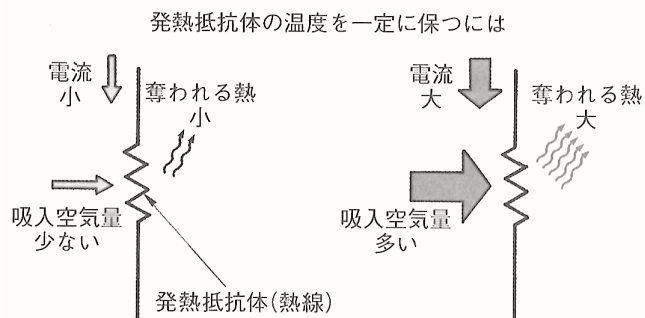 発熱抵抗体の温度を一定に保つには
電流
小
奪われる熱
小
吸入空気量
少ない
発熱抵抗体(熱線)
電流
大
奪われる熱
大
吸入空気量
多い